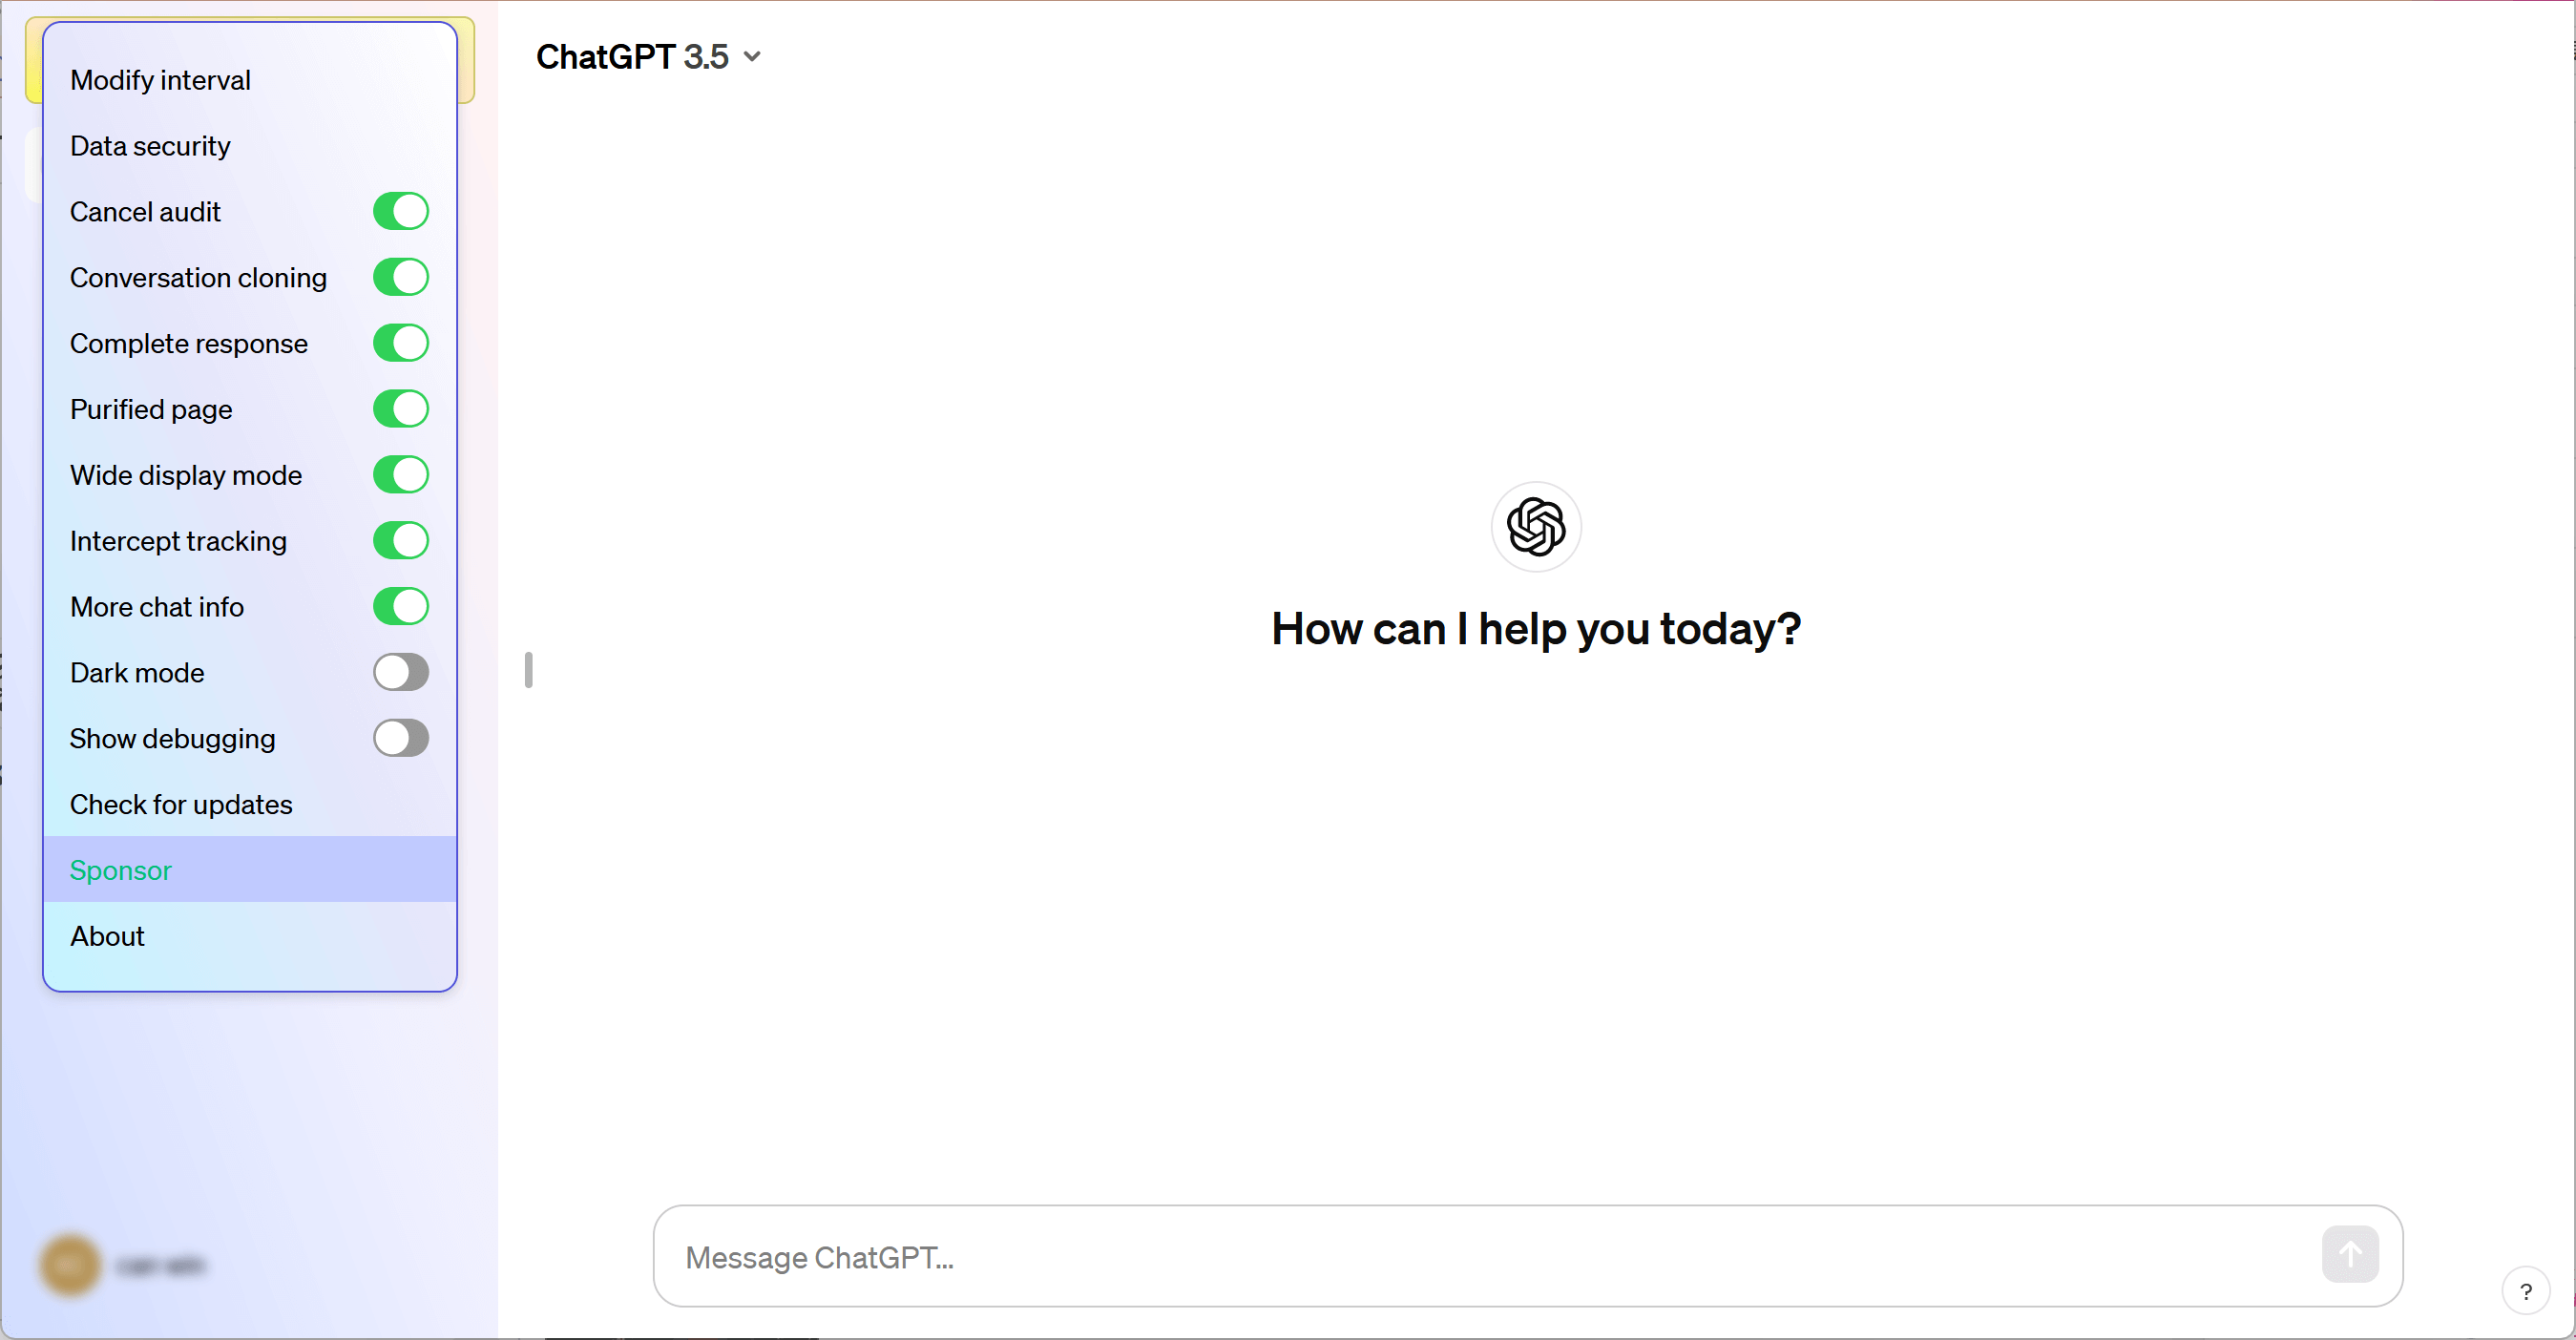 Modify interval
Data security
Cancel audit
Conversation cloning
Complete response
Purified page
Wide display mode
Intercept tracking
More chat info
Dark mode
Show debugging
Check for updates
Sponsor
About
ChatGPT 3.5
How can I help you today?
Message ChatGPT...
?